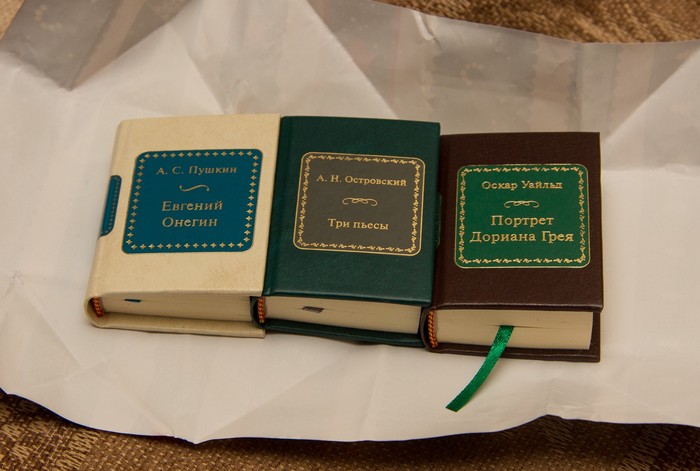 А. С. Пушкин
Евгений
Онегин
А. Н. Островский
Три пьесы
Оскар Уайльд
Портрет
Дориана Грея